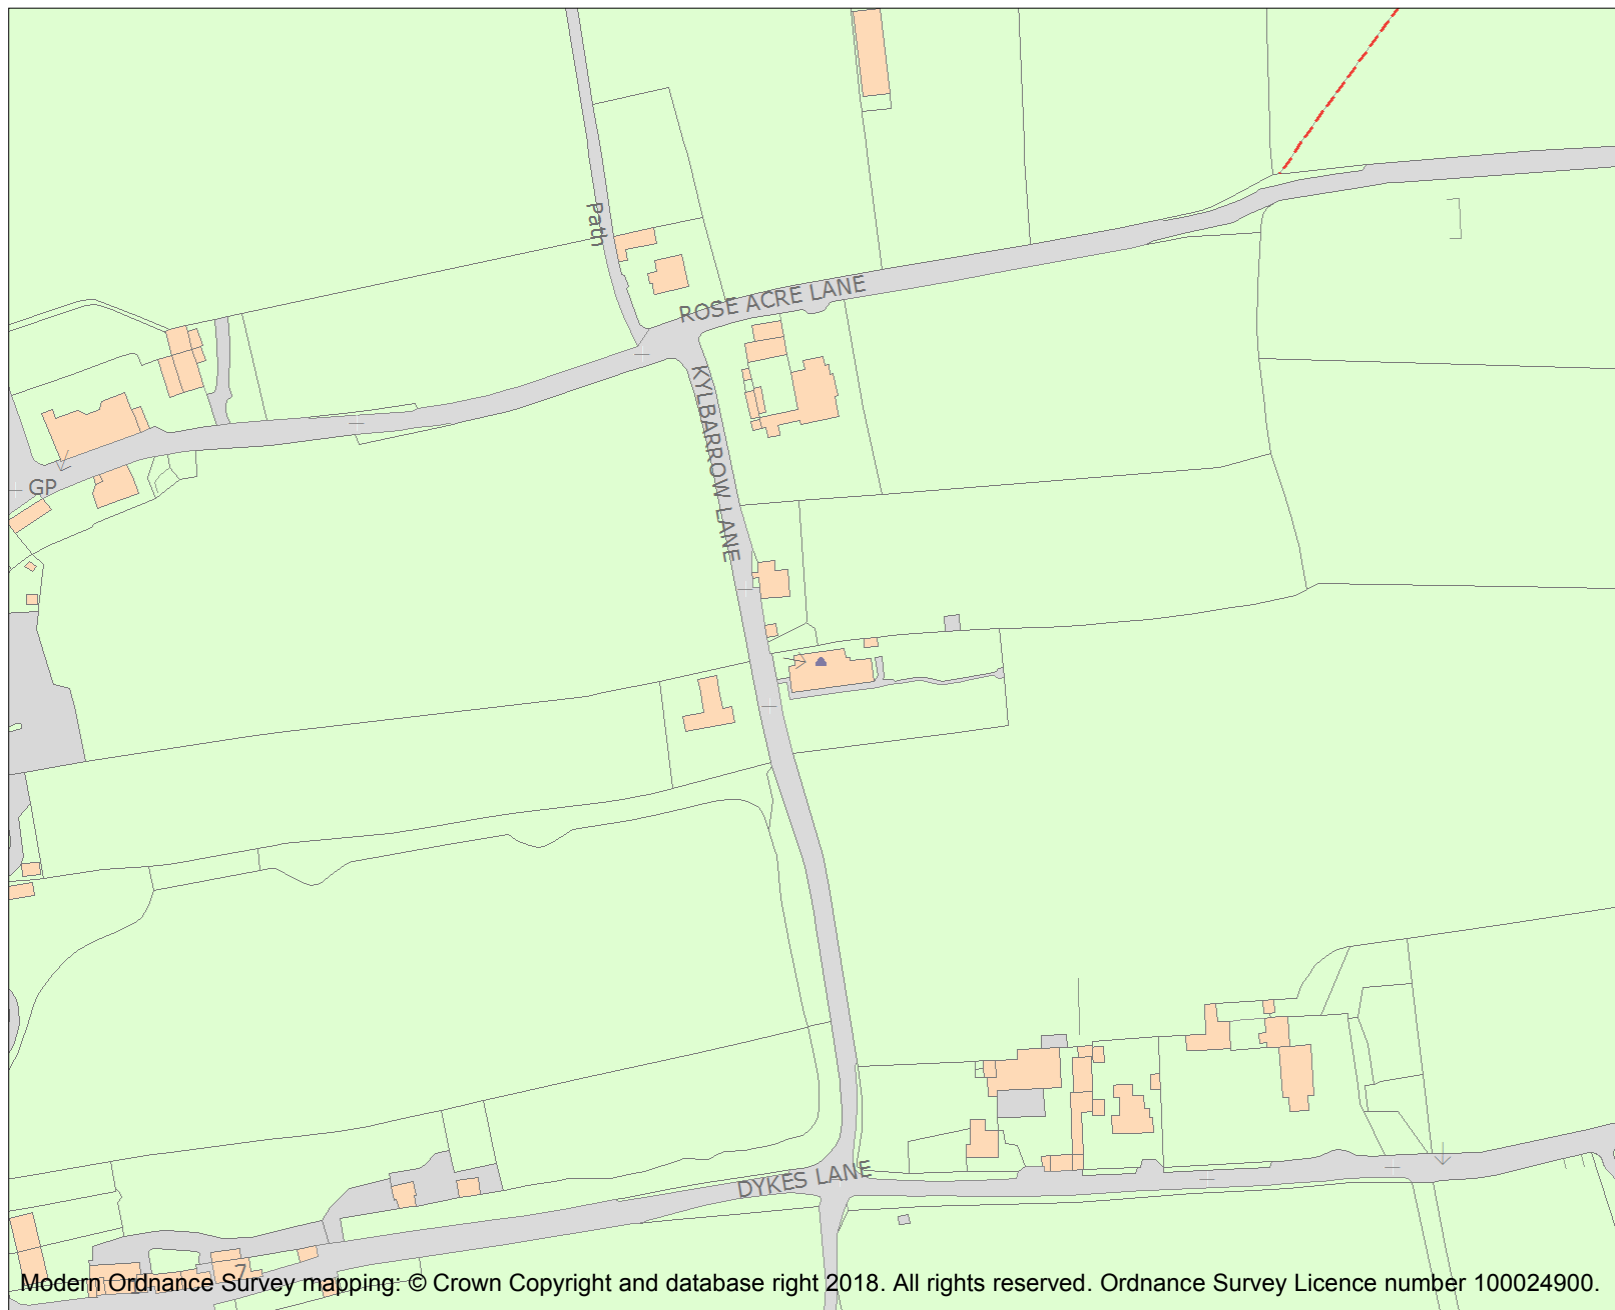 Path
ROSE ACRE LANE
KYLBARROW LANE
GP
DYKES LANE
7
Modern Ordnance Survey mapping: © Crown Copyright and database right 2018. All rights reserved. Ordnance Survey Licence number 100024900.